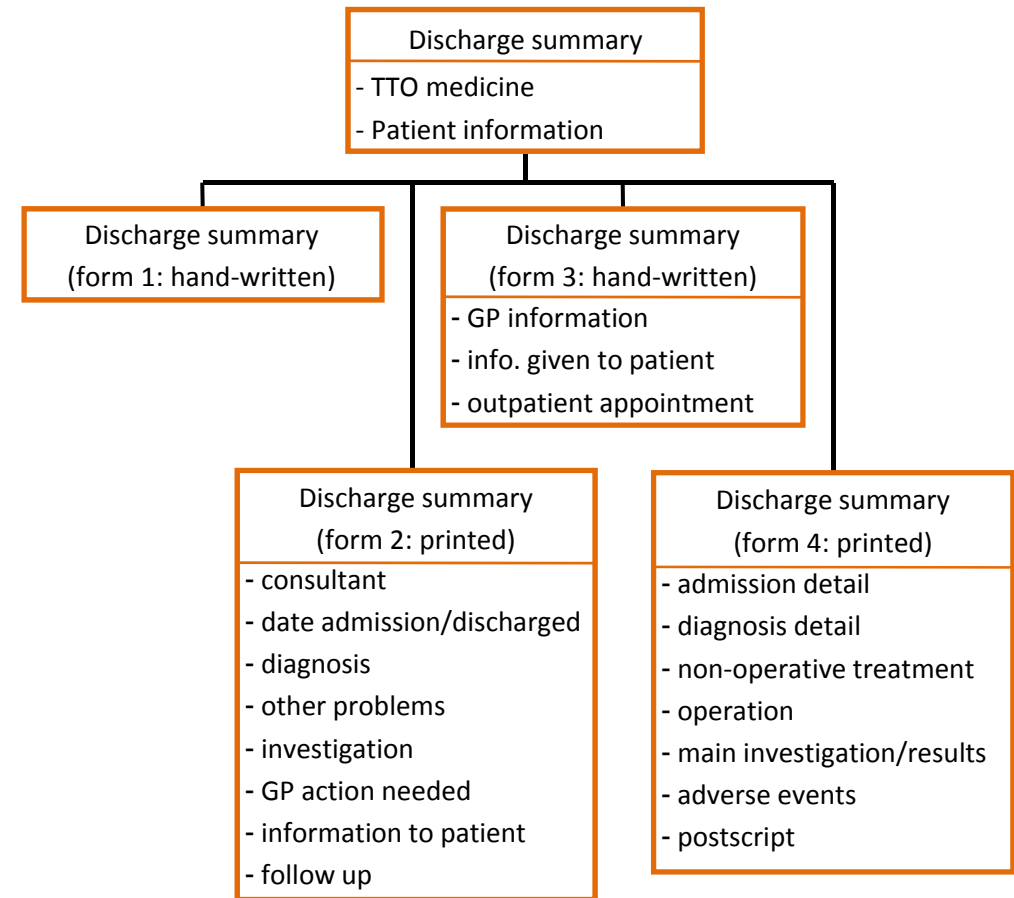 Discharge summary
- TTO medicine
- Patient information
Discharge summary
(form 1: hand-written)
Discharge summary
(form 3: hand-written)
- GP information
- info. given to patient
- outpatient appointment
Discharge summary
(form 2: printed)
- consultant
- date admission/discharged
- diagnosis
- other problems
- investigation
- GP action needed
- information to patient
- follow up
Discharge summary
(form 4: printed)
- admission detail
- diagnosis detail
- non-operative treatment
- operation
- main investigation/results
- adverse events
- postscript